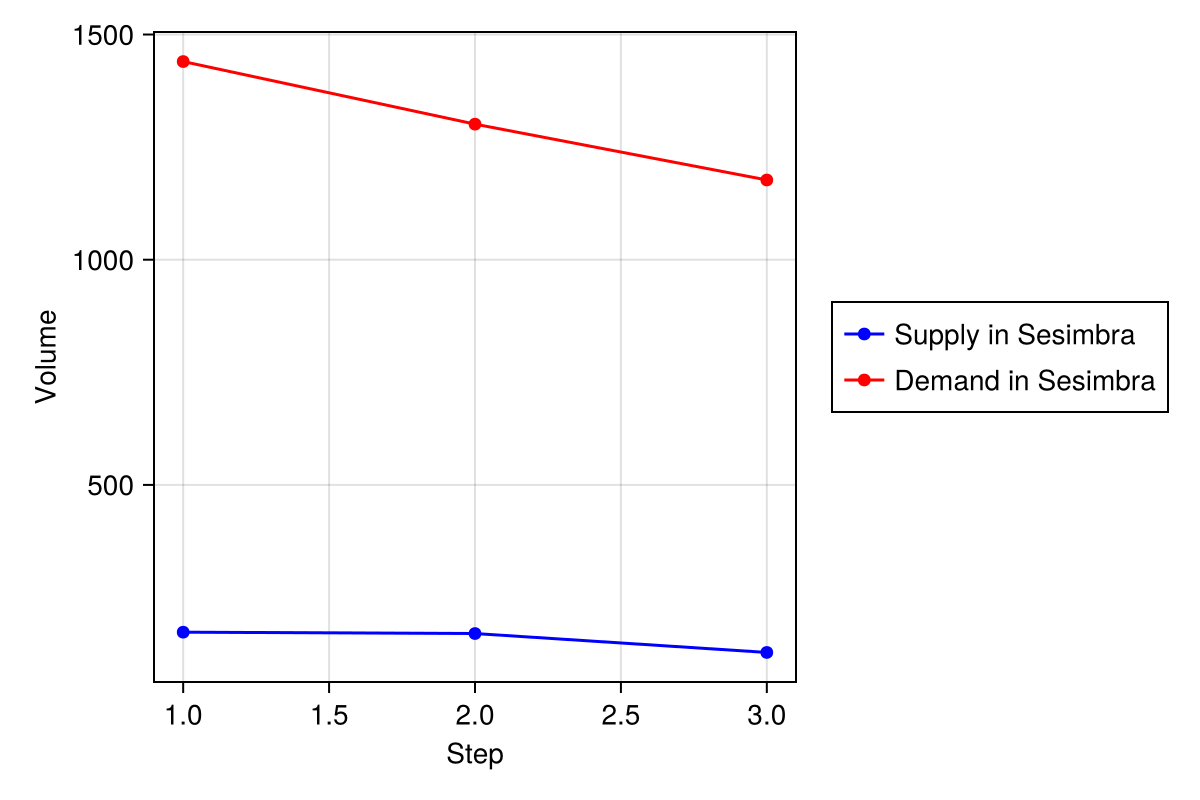 1500
1000
500
Volume
1.0 1.5 2.0 2.5 3.0
Step
Supply in Sesimbra
Demand in Sesimbra